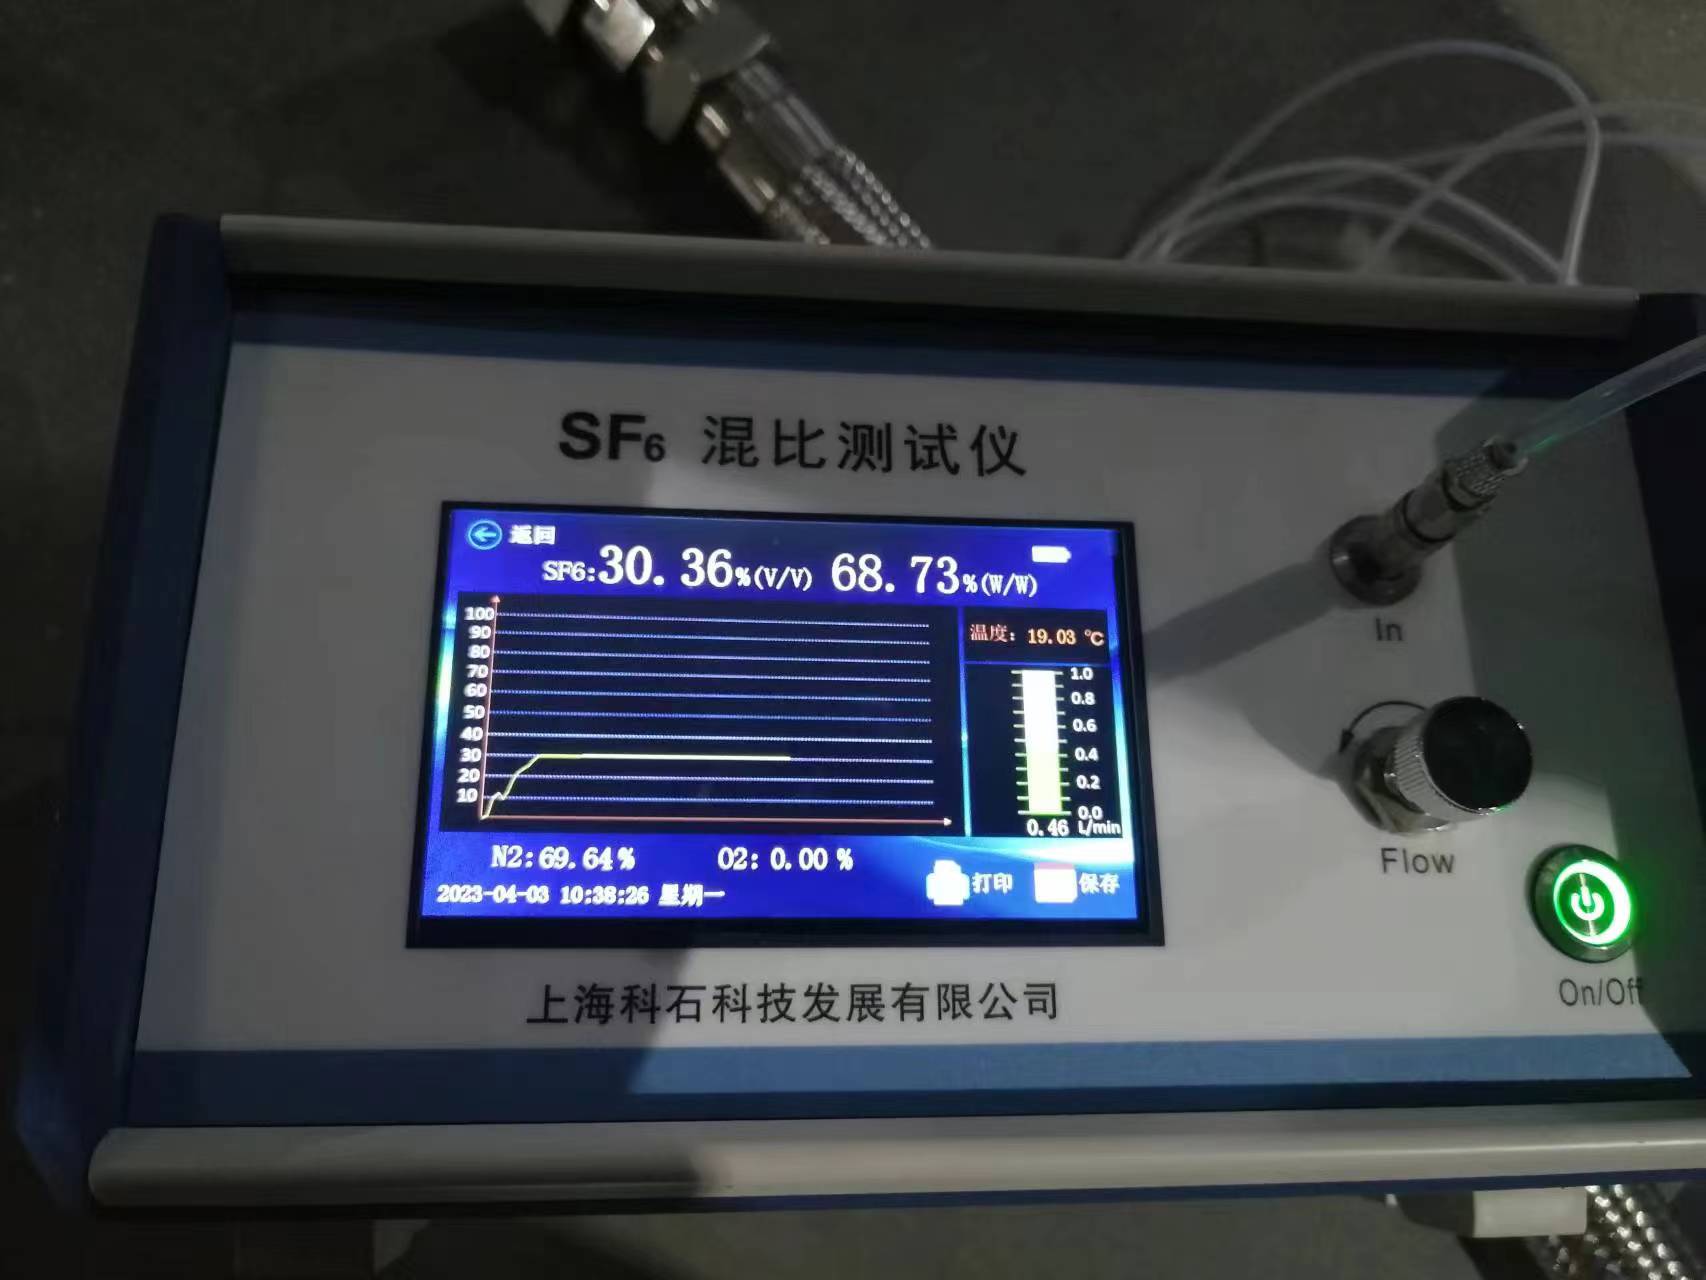 SF6 混比测试仪
返回
SF6:30.36%(V/V) 68.73%(W/W)
100
90
80
70
60
50
40
30
20
10
温度: 19.03 ℃
1.0
0.8
0.6
0.4
0.2
0.0
0.46 L/min
N2:69.64% O2: 0.00 %
2023-04-03 10:38:26 星期一
打印 保存
In
Flow
On/Off
上海科石科技发展有限公司